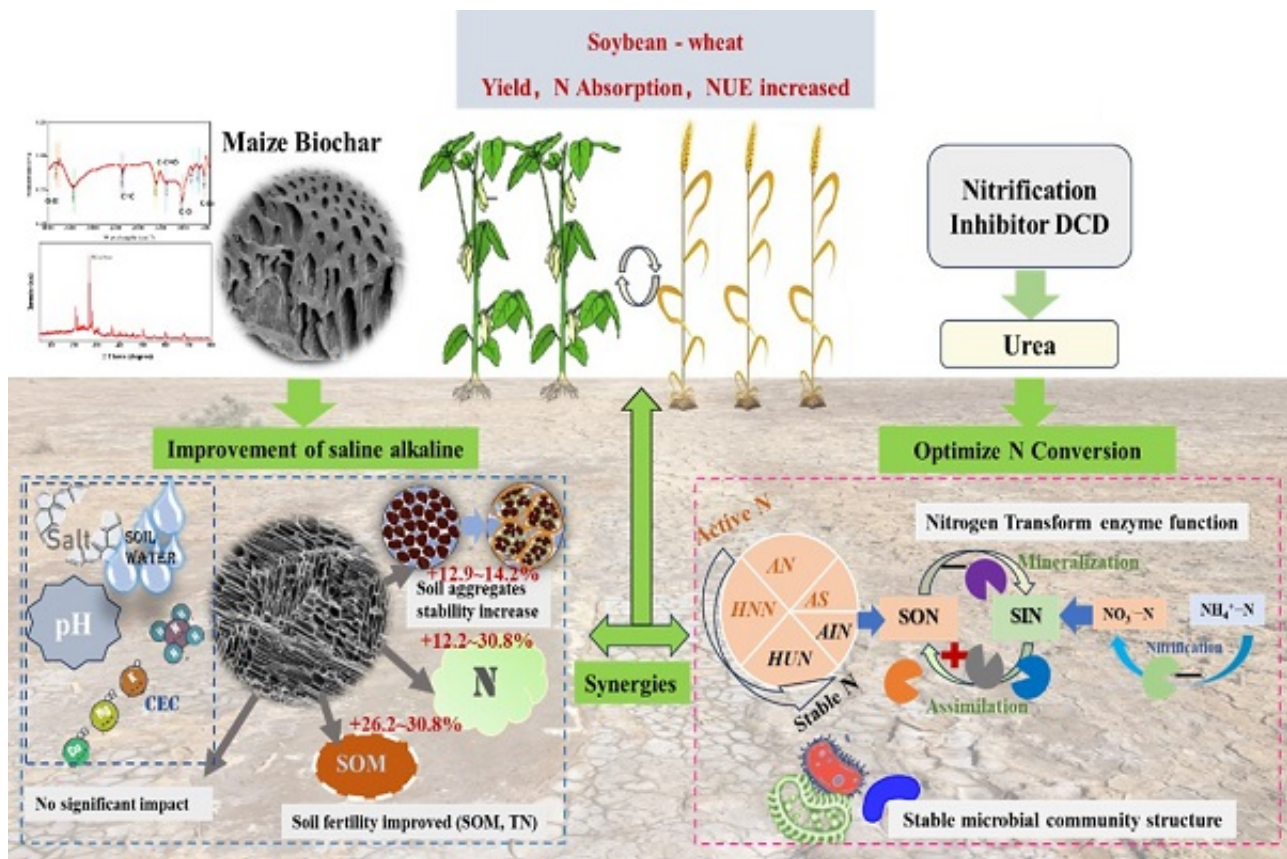 Soybean - wheat
Yield, N Absorption, NUE increased
Maize Biochar
Nitrification
Inhibitor DCD
Urea
Improvement of saline alkaline
Salt
SOIL
WATER
pH
CEC
+12.9~14.2%
Soil aggregates
stability increase
+12.2~30.8%
N
+26.2~30.8%
SOM
No significant impact
Soil fertility improved (SOM, TN)
Synergies
Optimize N Conversion
Nitrogen Transform enzyme function
Active N
AN
HNN
AS
AIN
HUN
Stable N
SON
Mineralization
SIN
Assimilation
NO₃⁻-N
NH₄⁺-N
Nitrification
Stable microbial community structure